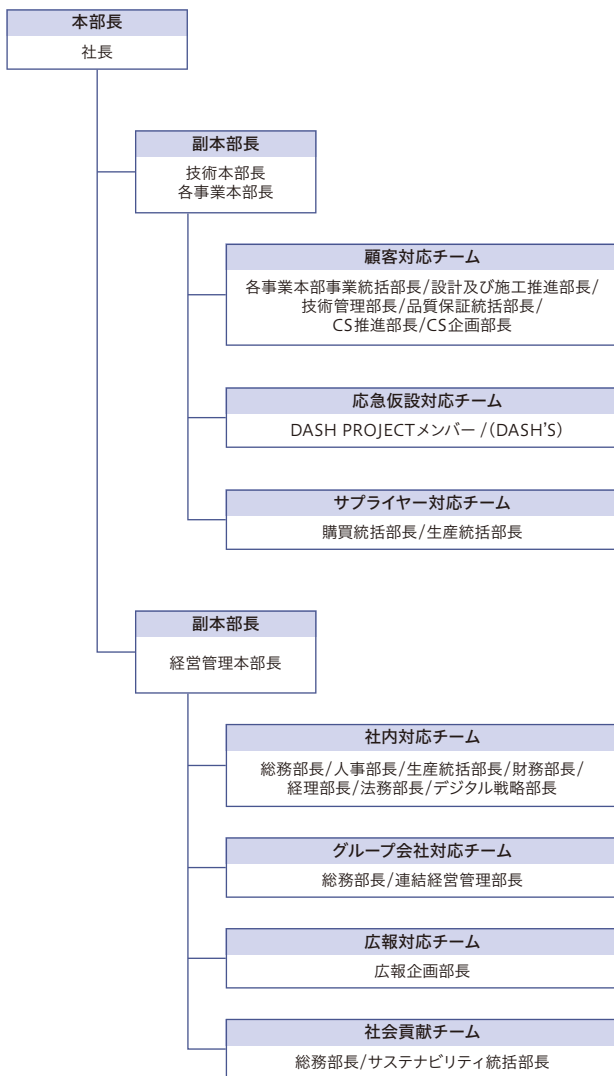 本部長
社長
副本部長
技術本部長
各事業本部長
顧客対応チーム
各事業本部事業統括部長/設計及び施工推進部長/
技術管理部長/品質保証統括部長/
CS推進部長/CS企画部長
応急仮設対応チーム
DASH PROJECTメンバー /(DASH'S)
サプライヤー対応チーム
購買統括部長/生産統括部長
副本部長
経営管理本部長
社内対応チーム
総務部長/人事部長/生産統括部長/財務部長/
経理部長/法務部長/デジタル戦略部長
グループ会社対応チーム
総務部長/連結経営管理部長
広報対応チーム
広報企画部長
社会貢献チーム
総務部長/サステナビリティ統括部長